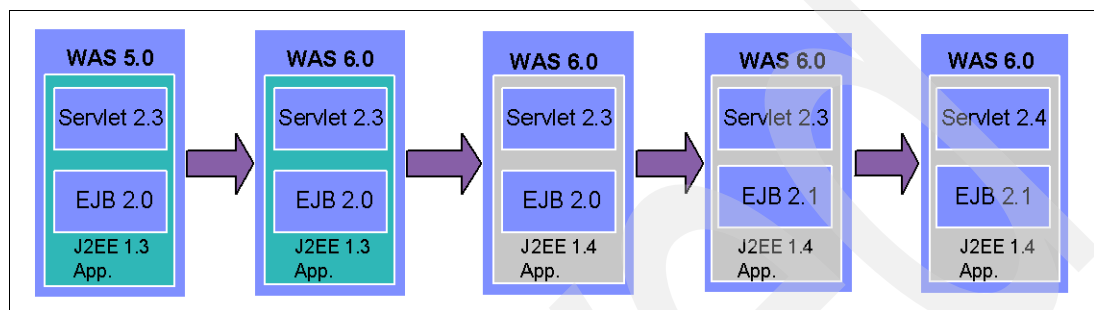 WAS 5.0
Servlet 2.3
EJB 2.0
J2EE 1.3
App.
WAS 6.0
Servlet 2.3
EJB 2.0
J2EE 1.3
App.
WAS 6.0
Servlet 2.3
EJB 2.0
J2EE 1.4
App.
WAS 6.0
Servlet 2.3
EJB 2.1
J2EE 1.4
App.
WAS 6.0
Servlet 2.4
EJB 2.1
J2EE 1.4
App.